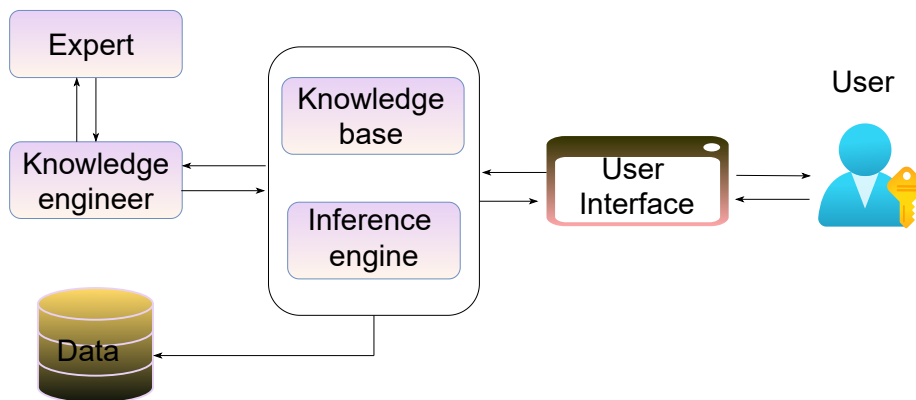 Expert
Knowledge
engineer
Data
Knowledge
base
Inference
engine
User
Interface
User